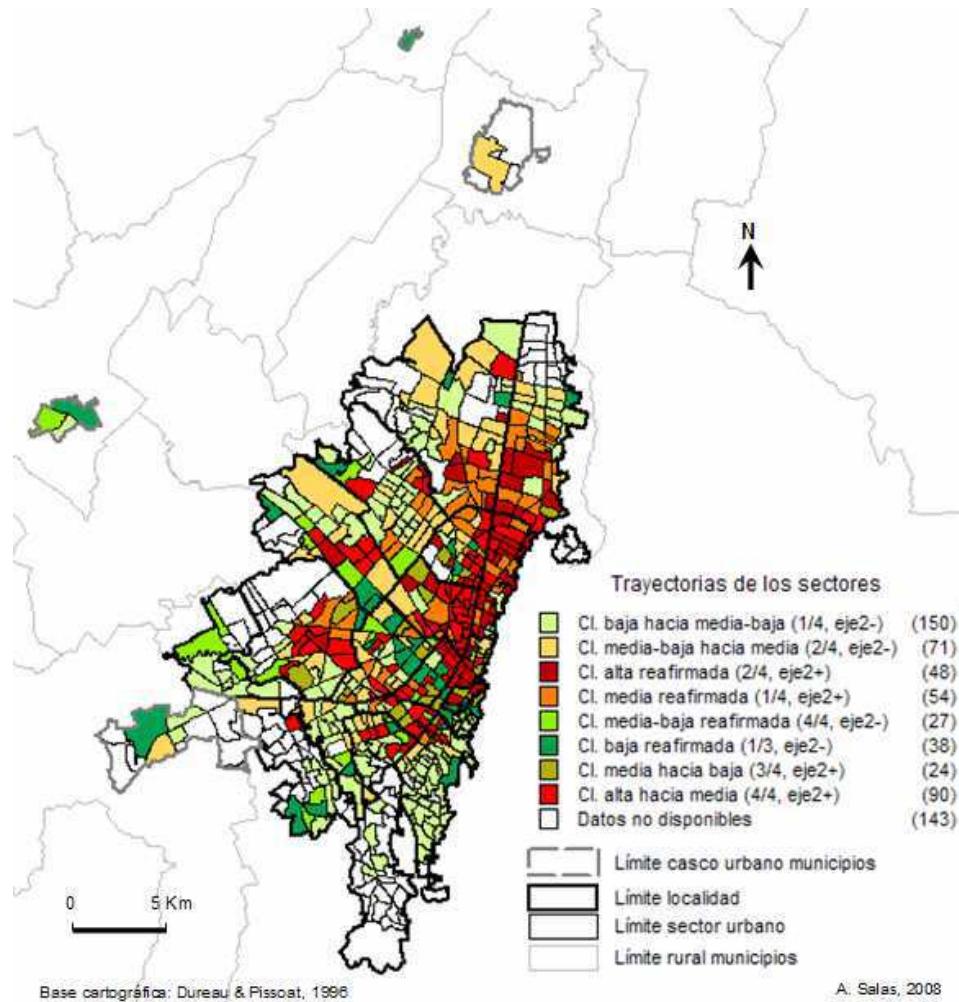 N
Trayectorias de los sectores
Cl. baja hacia media-baja (1/4, eje2-) (150)
Cl. media-baja hacia media (2/4, eje2-) (71)
Cl. alta reafirmada (2/4, eje2+) (48)
Cl. media reafirmada (1/4, eje2+) (54)
Cl. media-baja reafirmada (4/4, eje2-) (27)
Cl. baja reafirmada (1/3, eje2-) (38)
Cl. media hacia baja (3/4, eje2+) (24)
Cl. alta hacia media (4/4, eje2+) (90)
Datos no disponibles (143)
Límite casco urbano municipios
Límite localidad
Límite sector urbano
Límite rural municipios
0 5 Km
Base cartográfica: Dureau & Pissoat, 1996
A. Salas, 2008